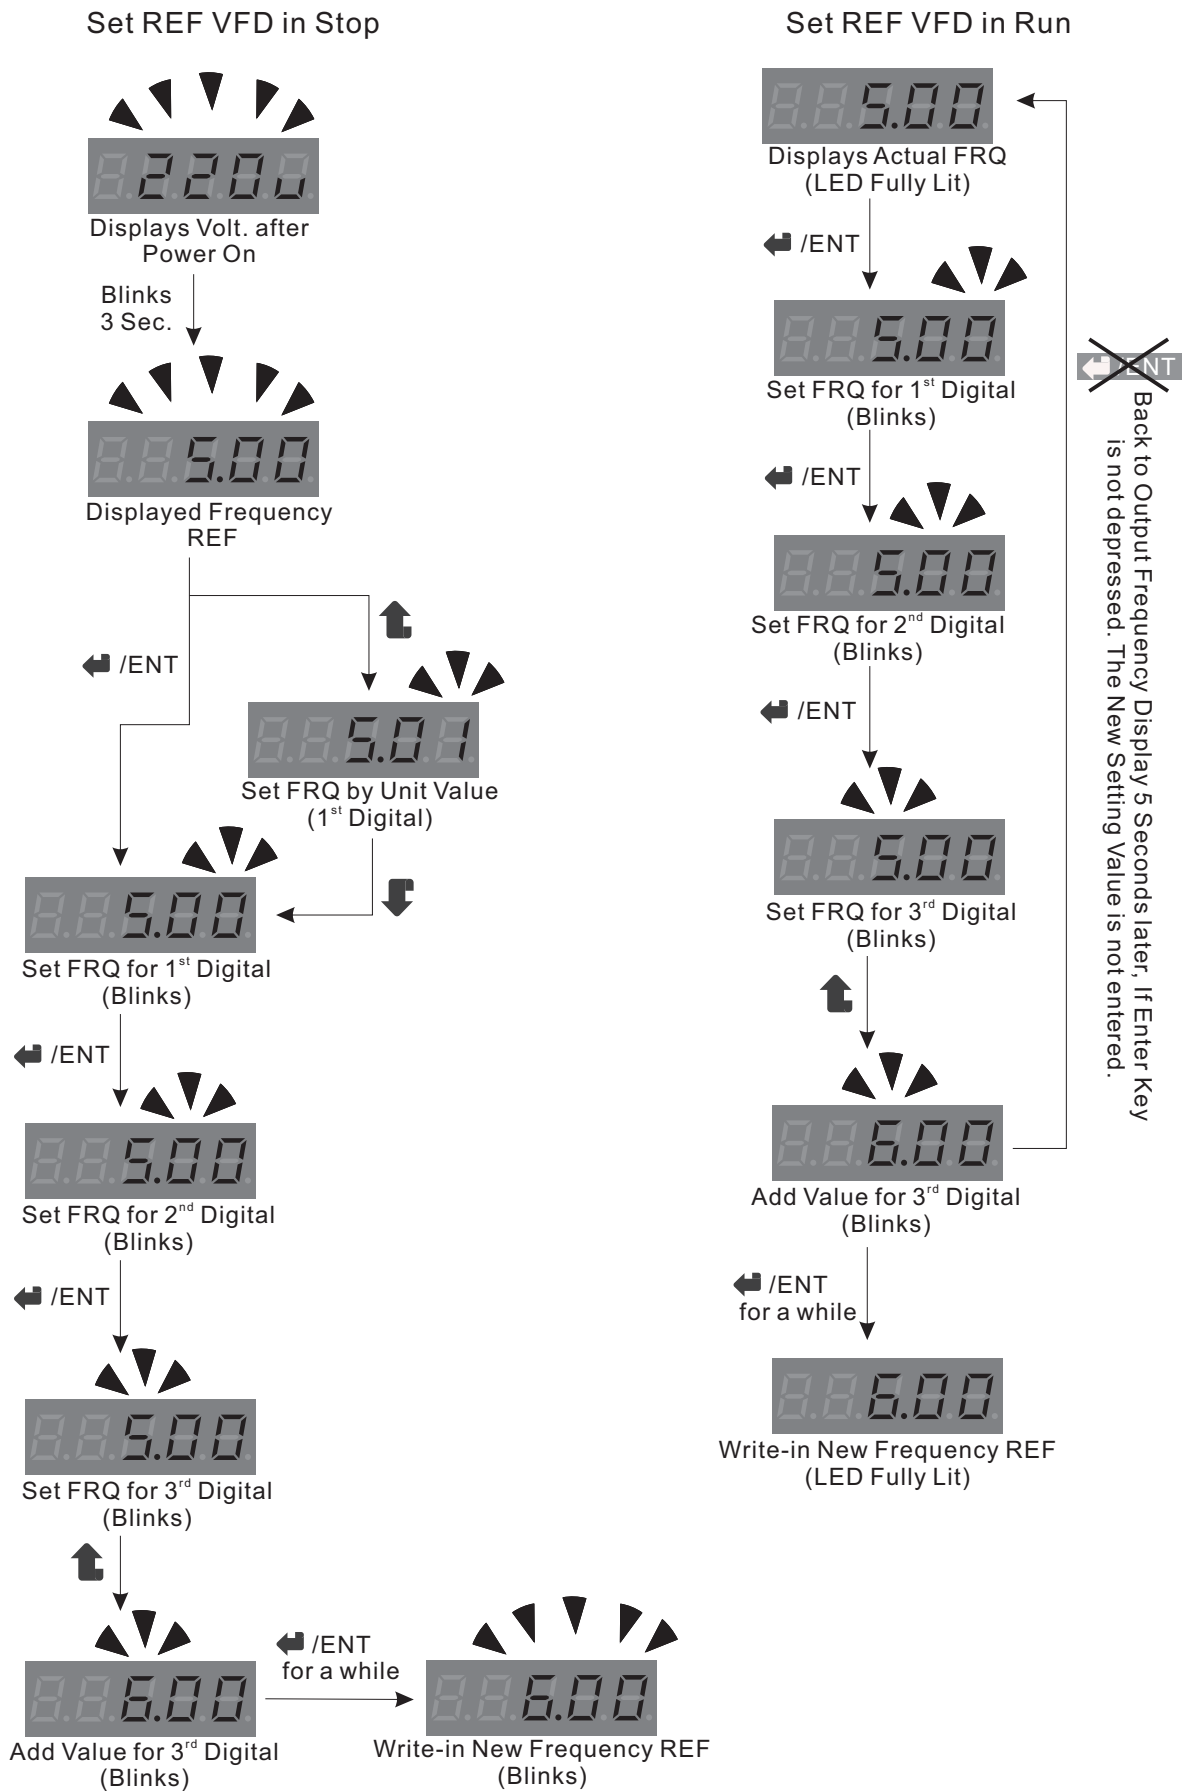 Set REF VFD in Stop
220u
Displays Volt. after
Power On
Blinks
3 Sec.
5.00
Displayed Frequency
REF
/ENT
5.01
Set FRQ by Unit Value
(1st Digital)
5.00
Set FRQ for 1st Digital
(Blinks)
/ENT
5.00
Set FRQ for 2nd Digital
(Blinks)
/ENT
5.00
Set FRQ for 3rd Digital
(Blinks)
6.00
Add Value for 3rd Digital
(Blinks)
/ENT
for a while
6.00
Write-in New Frequency REF
(Blinks)
Set REF VFD in Run
5.00
Displays Actual FRQ
(LED Fully Lit)
/ENT
5.00
Set FRQ for 1st Digital
(Blinks)
/ENT
5.00
Set FRQ for 2nd Digital
(Blinks)
/ENT
5.00
Set FRQ for 3rd Digital
(Blinks)
6.00
Add Value for 3rd Digital
(Blinks)
/ENT
for a while
6.00
Write-in New Frequency REF
(LED Fully Lit)
/ENT
Back to Output Frequency Display 5 Seconds later, If Enter Key
is not depressed. The New Setting Value is not entered.